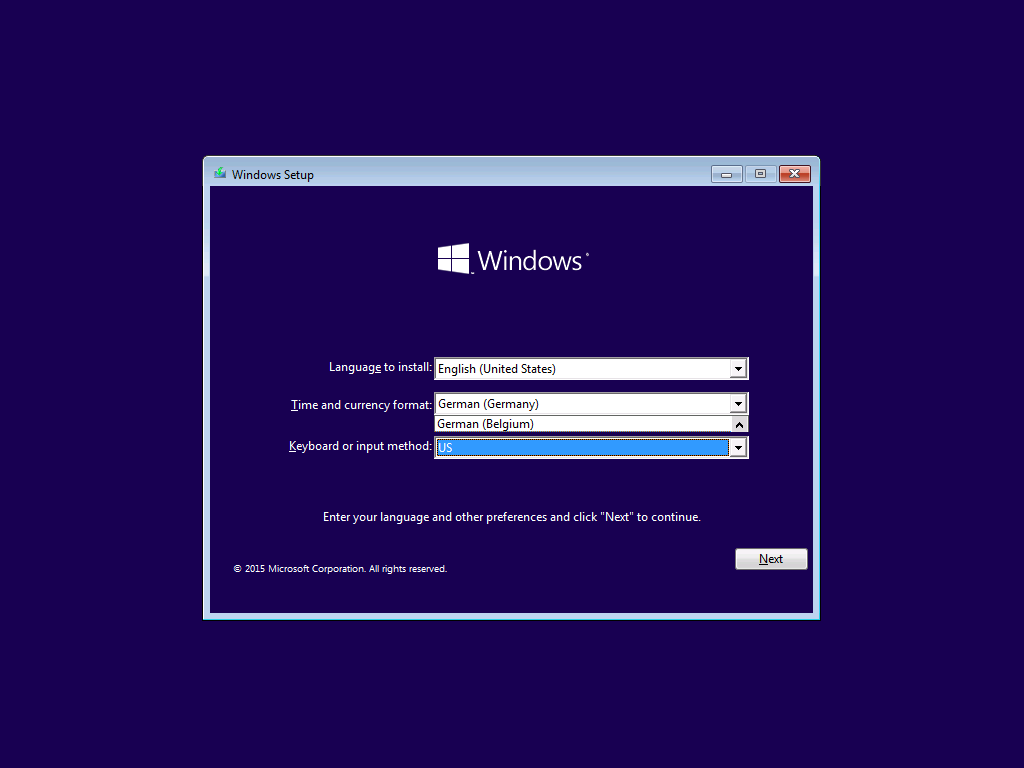 Windows Setup
Windows
Language to install: English (United States)
Time and currency format: German (Germany)
German (Belgium)
Keyboard or input method: US
Enter your language and other preferences and click "Next" to continue.
Next
© 2015 Microsoft Corporation. All rights reserved.